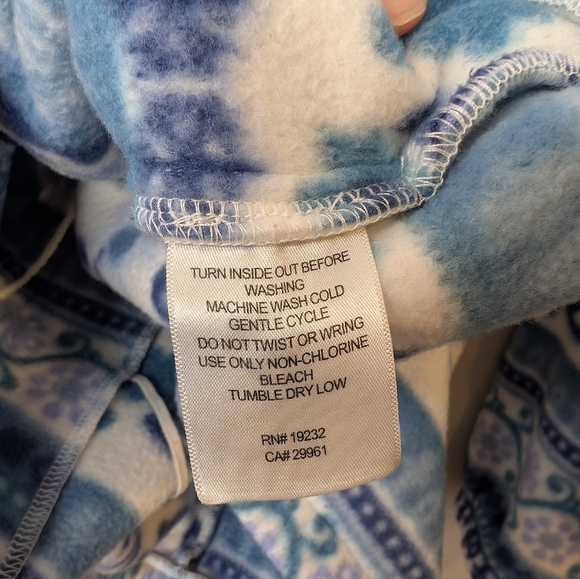 TURN INSIDE OUT BEFORE
WASHING
MACHINE WASH COLD
GENTLE CYCLE
DO NOT TWIST OR WRING
USE ONLY NON-CHLORINE
BLEACH
TUMBLE DRY LOW
RN# 19232
CA# 29961